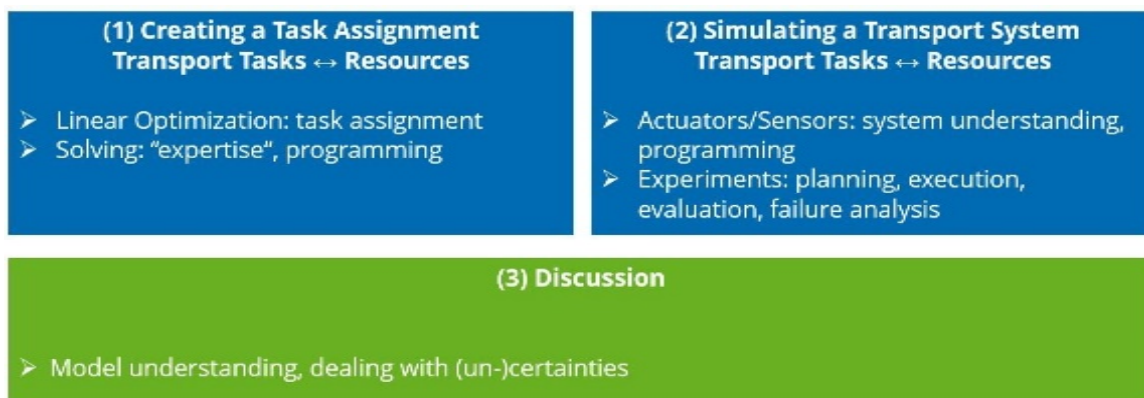 (1) Creating a Task Assignment
Transport Tasks ↔ Resources
➢ Linear Optimization: task assignment
➢ Solving: “expertise“, programming
(2) Simulating a Transport System
Transport Tasks ↔ Resources
➢ Actuators/Sensors: system understanding,
programming
➢ Experiments: planning, execution,
evaluation, failure analysis
(3) Discussion
➢ Model understanding, dealing with (un-)certainties